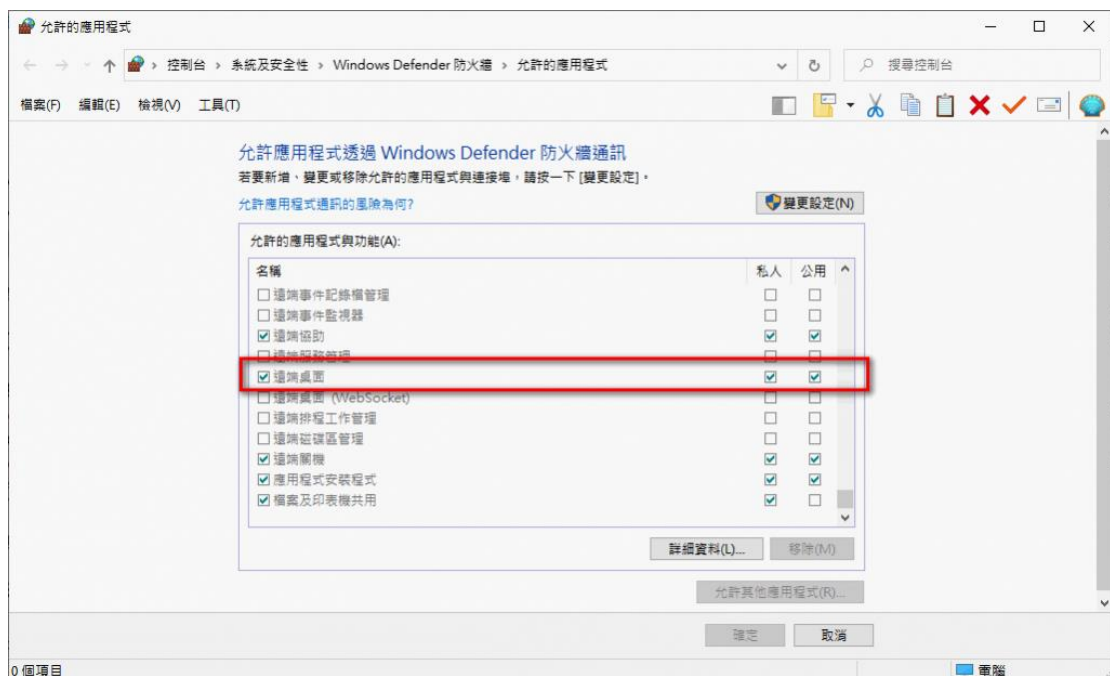 允許的應用程式
控制台 › 系統及安全性 › Windows Defender 防火牆 › 允許的應用程式
搜尋控制台
檔案(F) 編輯(E) 檢視(V) 工具(T)
允許應用程式透過 Windows Defender 防火牆通訊
若要新增、變更或移除允許的應用程式與連接埠，請按一下 [變更設定]。
允許應用程式通訊的風險為何?
變更設定(N)
允許的應用程式與功能(A):
名稱 私人 公用
遠端事件記錄檔管理
遠端事件監視器
遠端協助
遠端服務管理
遠端桌面
遠端桌面 (WebSocket)
遠端排程工作管理
遠端磁碟區管理
遠端關機
應用程式安裝程式
檔案及印表機共用
詳細資料(L)... 移除(M)
允許其他應用程式(R)...
確定 取消
0 個項目 電腦